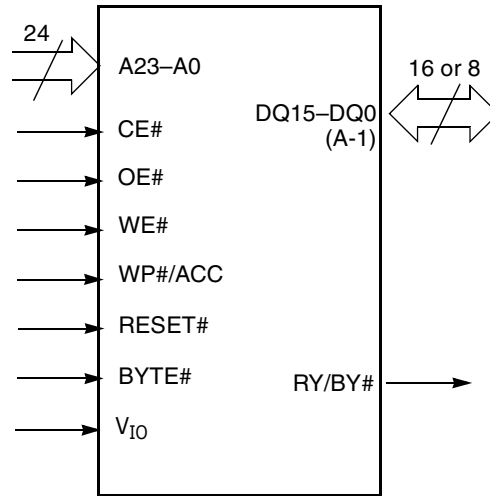 24
A23–A0
16 or 8
DQ15–DQ0
(A-1)
CE#
OE#
WE#
WP#/ACC
RESET#
BYTE#
RY/BY#
VIO